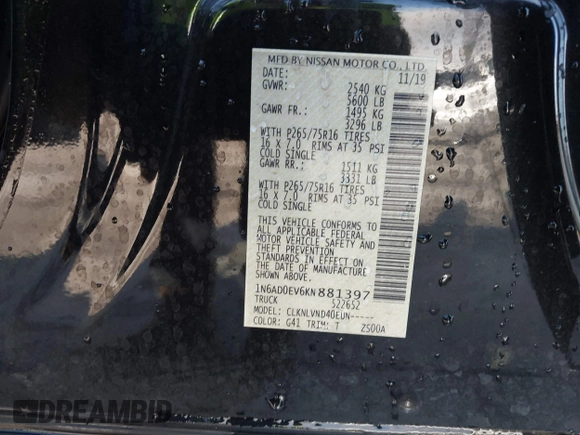 MFD BY NISSAN MOTOR CO., LTD.
DATE: 11/19
GVWR: 2540 KG
5600 LB
GAWR FR.: 1495 KG
3296 LB
WITH P265/75R16 TIRES
16 X 7.0 RIMS AT 35 PSI
COLD SINGLE
GAWR RR.: 1511 KG
3331 LB
WITH P265/75R16 TIRES
16 X 7.0 RIMS AT 35 PSI
COLD SINGLE
THIS VEHICLE CONFORMS TO
ALL APPLICABLE FEDERAL
MOTOR VEHICLE SAFETY AND
THEFT PREVENTION
STANDARDS IN EFFECT ON
THE DATE OF MANUFACTURE
1N6AD0EV6KN881397
TRUCK 522652
MODEL: CLKNLVND40EUN-----
COLOR: G41 TRIM: T ZS00A
DREAMBID